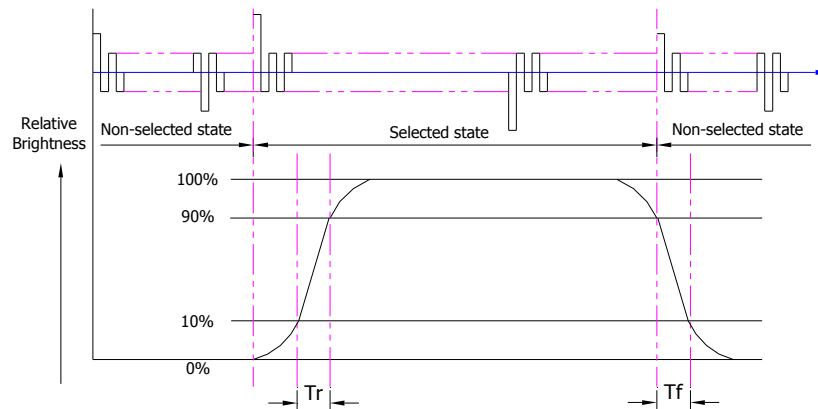 Relative
Brightness
Non-selected state
Selected state
Non-selected state
100%
90%
10%
0%
Tr
Tf